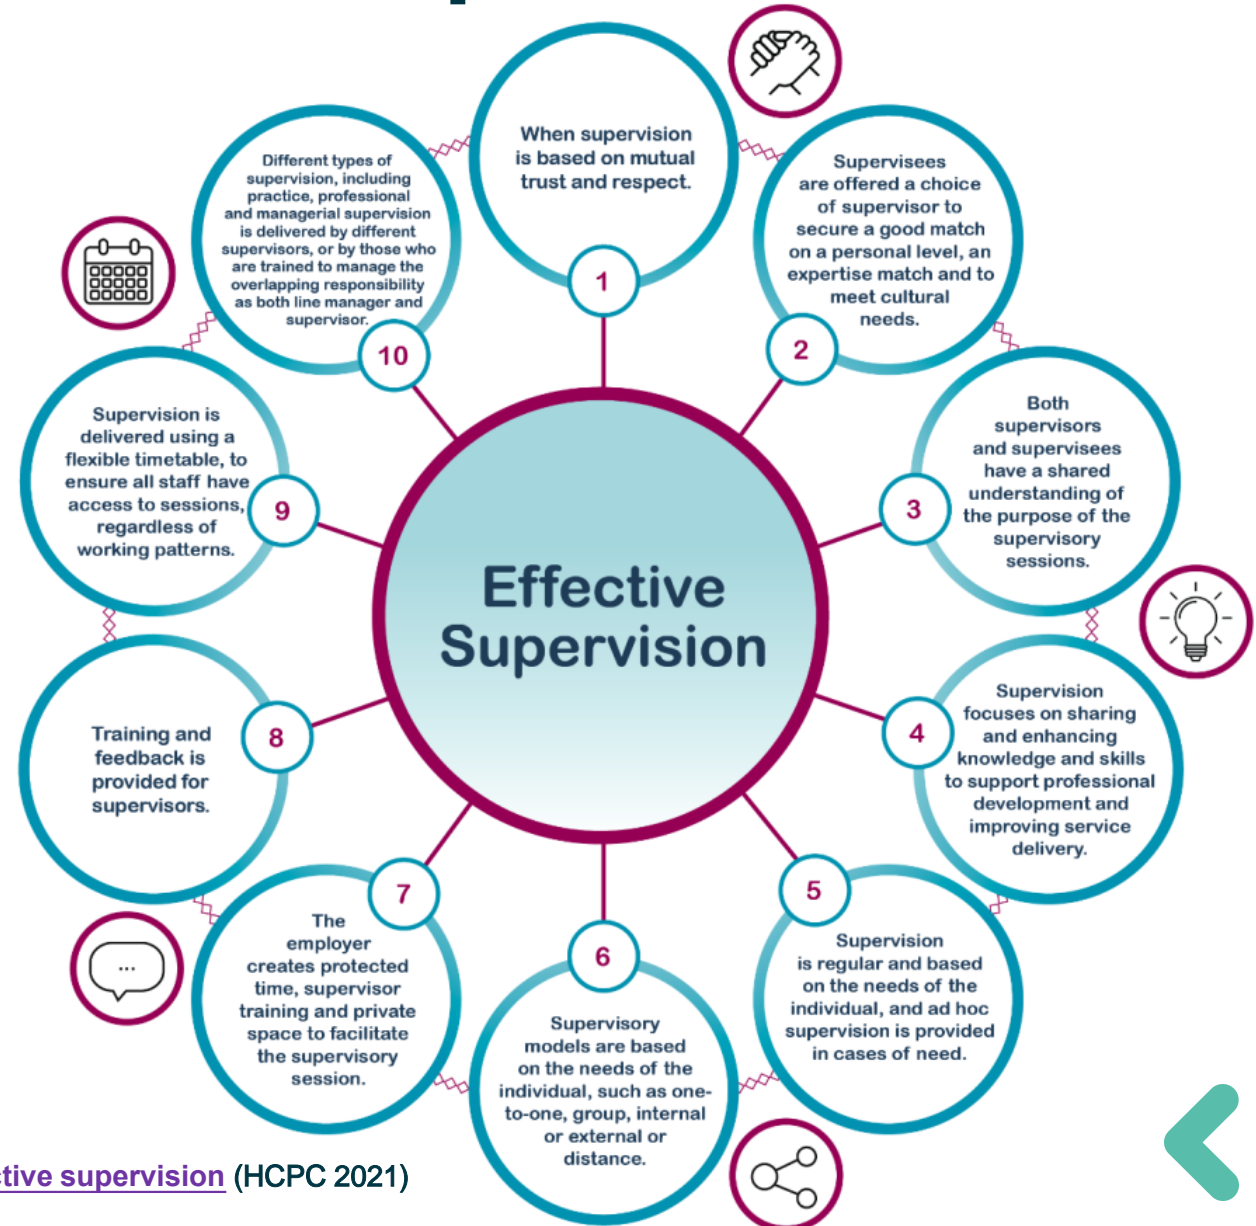 When supervision
is based on mutual
trust and respect.
1
Supervisees
are offered a choice
of supervisor to
secure a good match
on a personal level, an
expertise match and to
meet cultural
needs.
2
Both
supervisors
and supervisees
have a shared
understanding of
the purpose of the
supervisory
sessions.
3
Supervision
focuses on sharing
and enhancing
knowledge and skills
to support professional
development and
improving service
delivery.
4
Supervision
is regular and based
on the needs of the
individual, and ad hoc
supervision is provided
in cases of need.
5
Supervisory
models are based
on the needs of the
individual, such as one-
to-one, group, internal
or external or
distance.
6
The
employer
creates protected
time, supervisor
training and private
space to facilitate
the supervisory
session.
7
Training and
feedback is
provided for
supervisors.
8
Supervision is
delivered using a
flexible timetable, to
ensure all staff have
access to sessions,
regardless of
working patterns.
9
Different types of
supervision, including
practice, professional
and managerial supervision
is delivered by different
supervisors, or by those who
are trained to manage the
overlapping responsibility
as both line manager and
supervisor.
10
Effective
Supervision
ctive supervision (HCPC 2021)